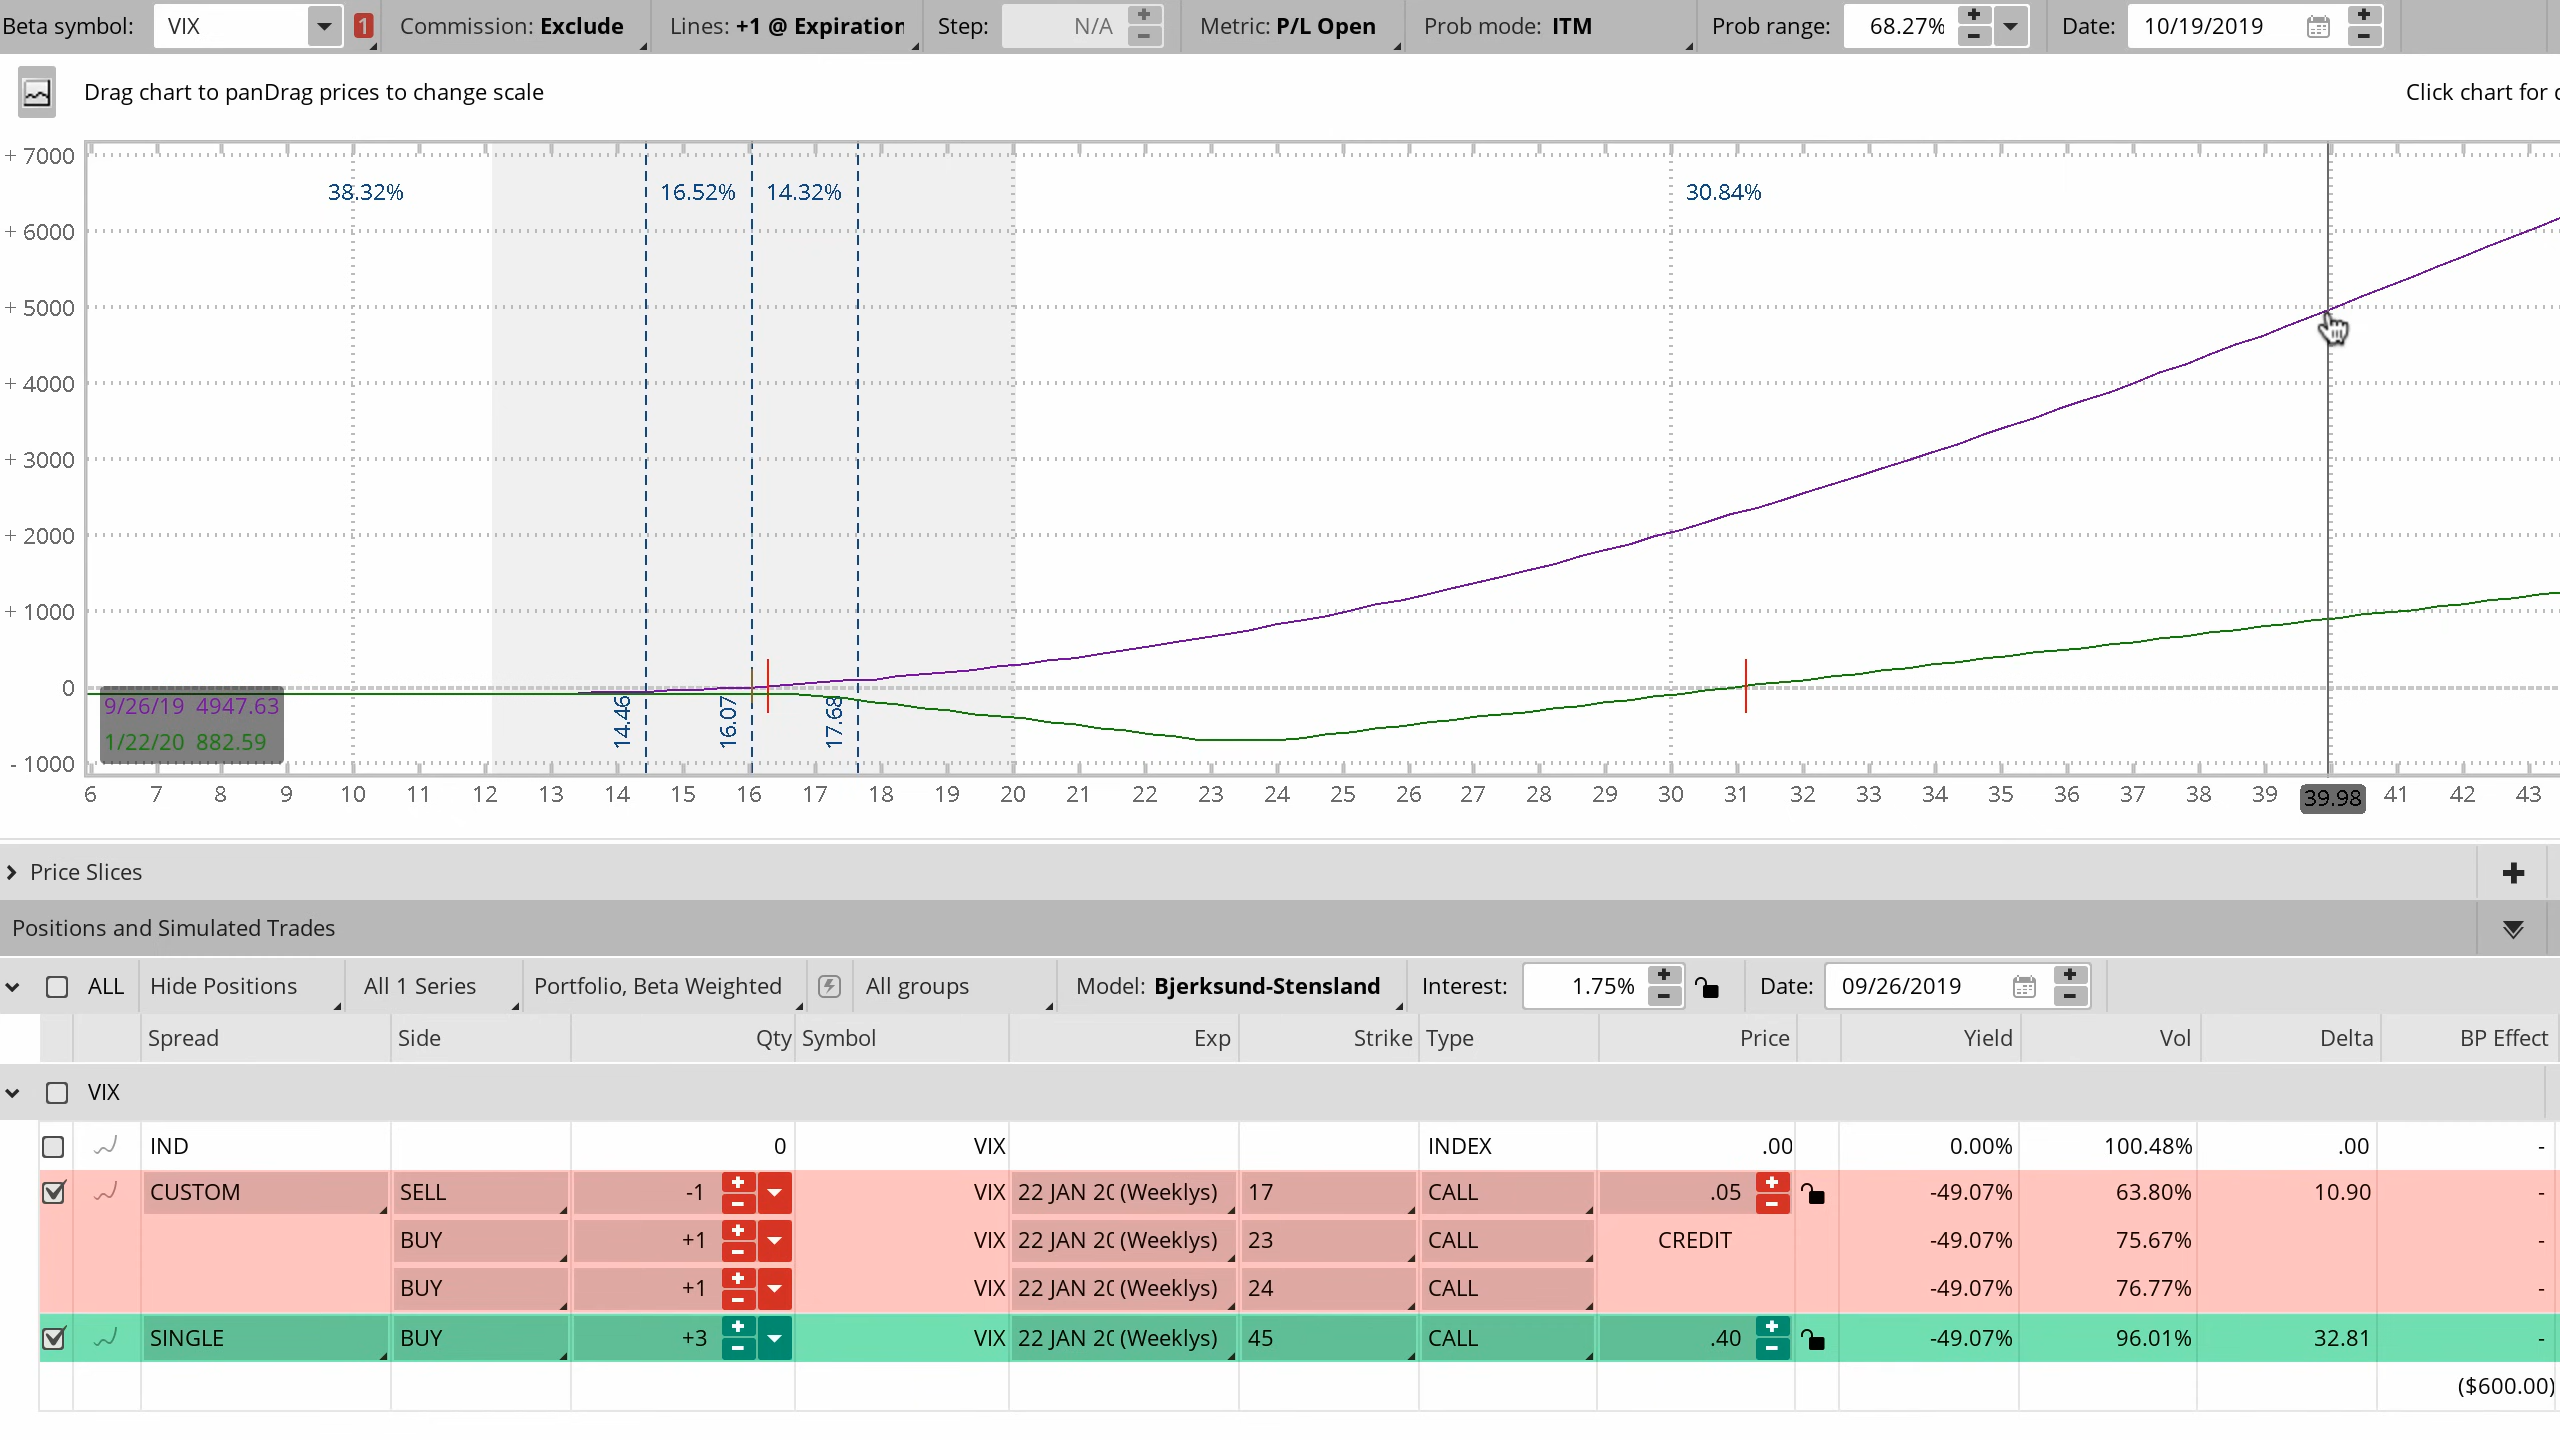 Beta symbol: VIX 1 Commission: Exclude Lines: +1 @ Expiration Step: N/A Metric: P/L Open Prob mode: ITM Prob range: 68.27% Date: 10/19/2019
Drag chart to panDrag prices to change scale Click chart for
+ 7000
38.32% 16.52% 14.32% 30.84%
+ 6000
+ 5000
+ 4000
+ 3000
+ 2000
+ 1000
0
9/26/19 4947.63
14.46 16.07 17.68
1/22/20 882.59
- 1000
6 7 8 9 10 11 12 13 14 15 16 17 18 19 20 21 22 23 24 25 26 27 28 29 30 31 32 33 34 35 36 37 38 39 39.98 41 42 43
Price Slices
Positions and Simulated Trades
ALL Hide Positions All 1 Series Portfolio, Beta Weighted All groups Model: Bjerksund-Stensland Interest: 1.75% Date: 09/26/2019
Spread Side Qty Symbol Exp Strike Type Price Yield Vol Delta BP Effect
VIX
IND 0 VIX INDEX .00 0.00% 100.48% .00 -
CUSTOM SELL -1 VIX 22 JAN 20 (Weeklys) 17 CALL .05 -49.07% 63.80% 10.90 -
BUY +1 VIX 22 JAN 20 (Weeklys) 23 CALL CREDIT -49.07% 75.67% -
BUY +1 VIX 22 JAN 20 (Weeklys) 24 CALL -49.07% 76.77% -
SINGLE BUY +3 VIX 22 JAN 20 (Weeklys) 45 CALL .40 -49.07% 96.01% 32.81 -
($600.00)